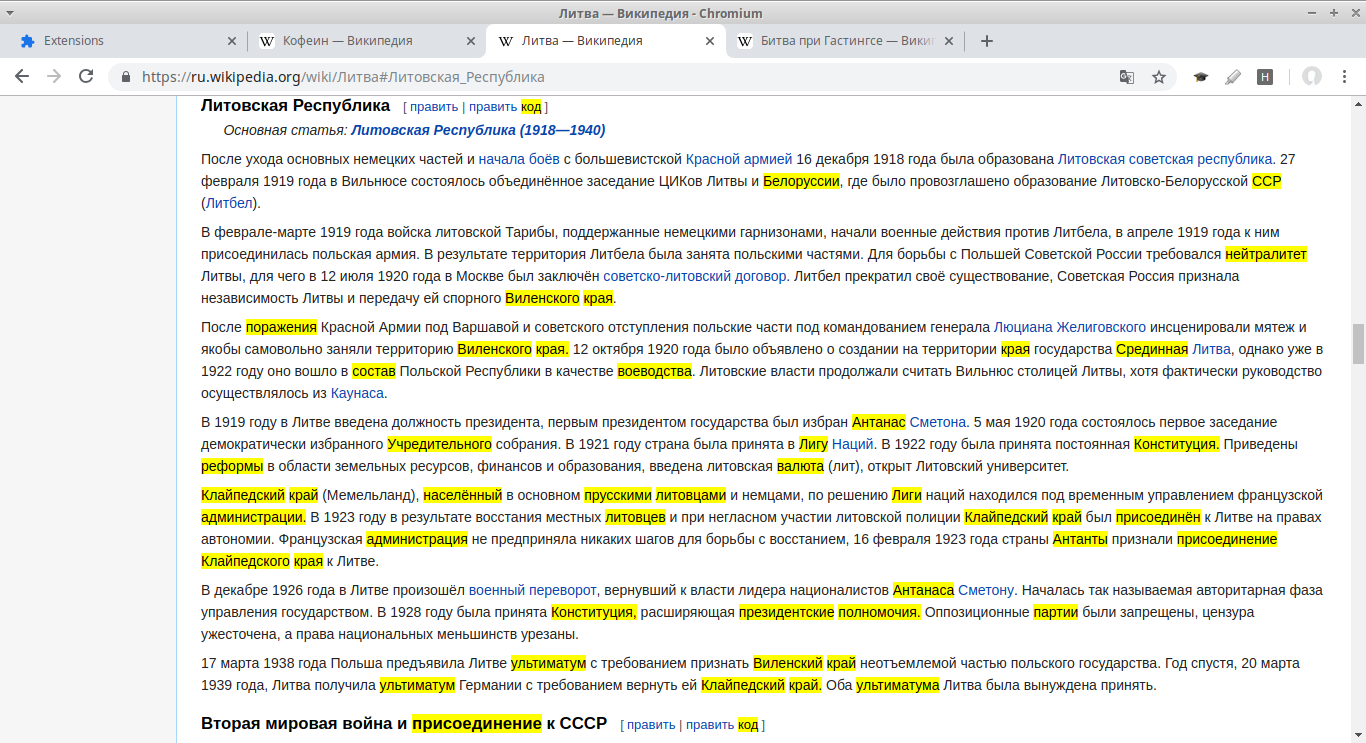 Литва — Википедия - Chromium
Extensions
Кофеин — Википедия
Литва — Википедия
Битва при Гастингсе — Вики
https://ru.wikipedia.org/wiki/Литва#Литовская_Республика
H
Литовская Республика [ править | править код ]
Основная статья: Литовская Республика (1918—1940)
После ухода основных немецких частей и начала боёв с большевистской Красной армией 16 декабря 1918 года была образована Литовская советская республика. 27
февраля 1919 года в Вильнюсе состоялось объединённое заседание ЦИКов Литвы и Белоруссии, где было провозглашено образование Литовско-Белорусской ССР
(Литбел).
В феврале-марте 1919 года войска литовской Тарибы, поддержанные немецкими гарнизонами, начали военные действия против Литбела, в апреле 1919 года к ним
присоединилась польская армия. В результате территория Литбела была занята польскими частями. Для борьбы с Польшей Советской России требовался нейтралитет
Литвы, для чего в 12 июля 1920 года в Москве был заключён советско-литовский договор. Литбел прекратил своё существование, Советская Россия признала
независимость Литвы и передачу ей спорного Виленского края.
После поражения Красной Армии под Варшавой и советского отступления польские части под командованием генерала Люциана Желиговского инсценировали мятеж и
якобы самовольно заняли территорию Виленского края. 12 октября 1920 года было объявлено о создании на территории края государства Срединная Литва, однако уже в
1922 году оно вошло в состав Польской Республики в качестве воеводства. Литовские власти продолжали считать Вильнюс столицей Литвы, хотя фактически руководство
осуществлялось из Каунаса.
В 1919 году в Литве введена должность президента, первым президентом государства был избран Антанас Сметона. 5 мая 1920 года состоялось первое заседание
демократически избранного Учредительного собрания. В 1921 году страна была принята в Лигу Наций. В 1922 году была принята постоянная Конституция. Приведены
реформы в области земельных ресурсов, финансов и образования, введена литовская валюта (лит), открыт Литовский университет.
Клайпедский край (Мемельланд), населённый в основном прусскими литовцами и немцами, по решению Лиги наций находился под временным управлением французской
администрации. В 1923 году в результате восстания местных литовцев и при негласном участии литовской полиции Клайпедский край был присоединён к Литве на правах
автономии. Французская администрация не предприняла никаких шагов для борьбы с восстанием, 16 февраля 1923 года страны Антанты признали присоединение
Клайпедского края к Литве.
В декабре 1926 года в Литве произошёл военный переворот, вернувший к власти лидера националистов Антанаса Сметону. Началась так называемая авторитарная фаза
управления государством. В 1928 году была принята Конституция, расширяющая президентские полномочия. Оппозиционные партии были запрещены, цензура
ужесточена, а права национальных меньшинств урезаны.
17 марта 1938 года Польша предъявила Литве ультиматум с требованием признать Виленский край неотъемлемой частью польского государства. Год спустя, 20 марта
1939 года, Литва получила ультиматум Германии с требованием вернуть ей Клайпедский край. Оба ультиматума Литва была вынуждена принять.
Вторая мировая война и присоединение к СССР [ править | править код ]